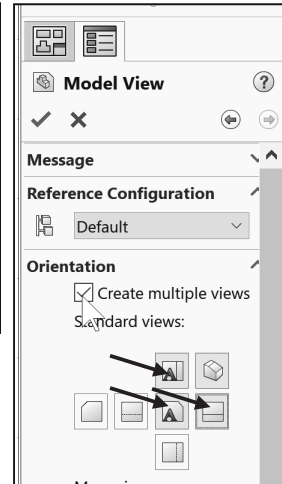 Model View
?
Message
Reference Configuration
Default
Orientation
Create multiple views
Standard views:
A
A